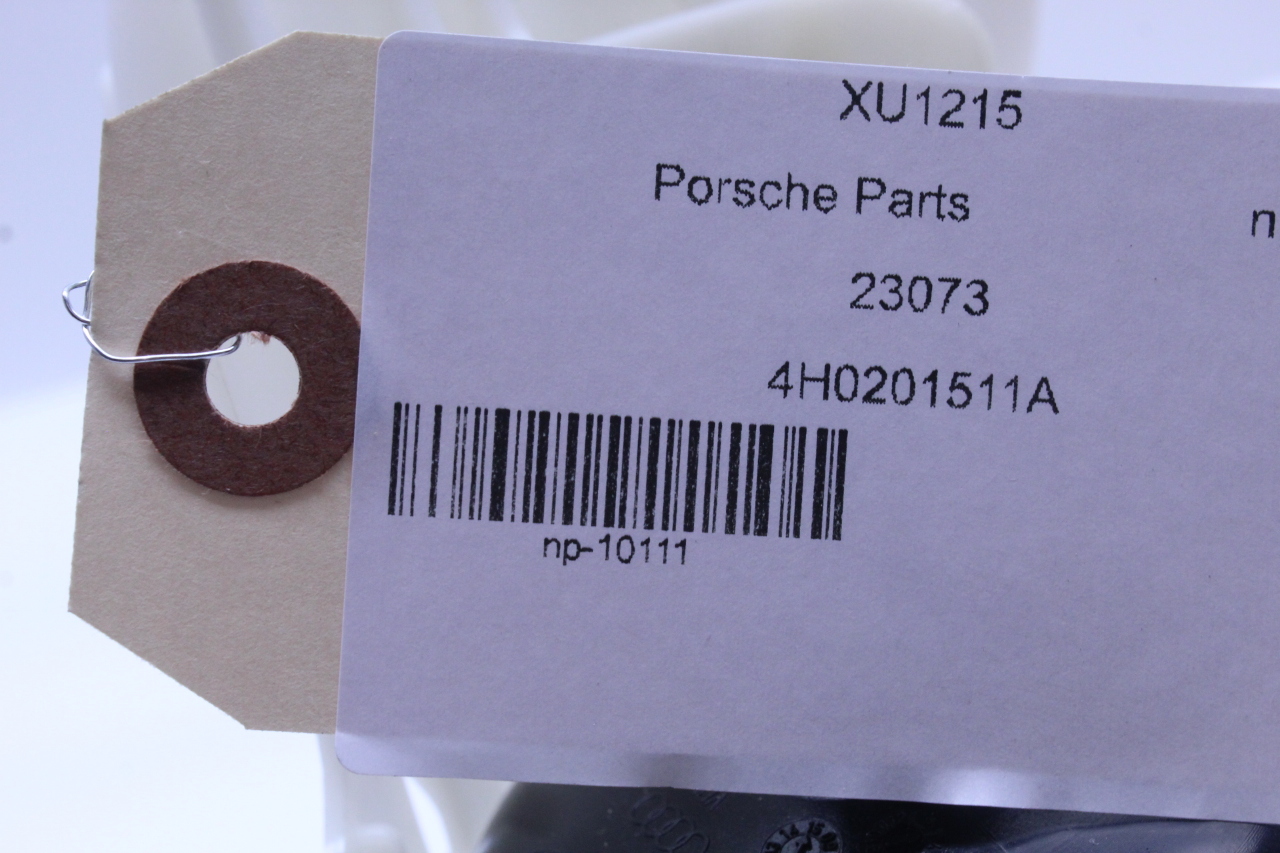 XU1215
Porsche Parts
n
23073
4H0201511A
np-10111